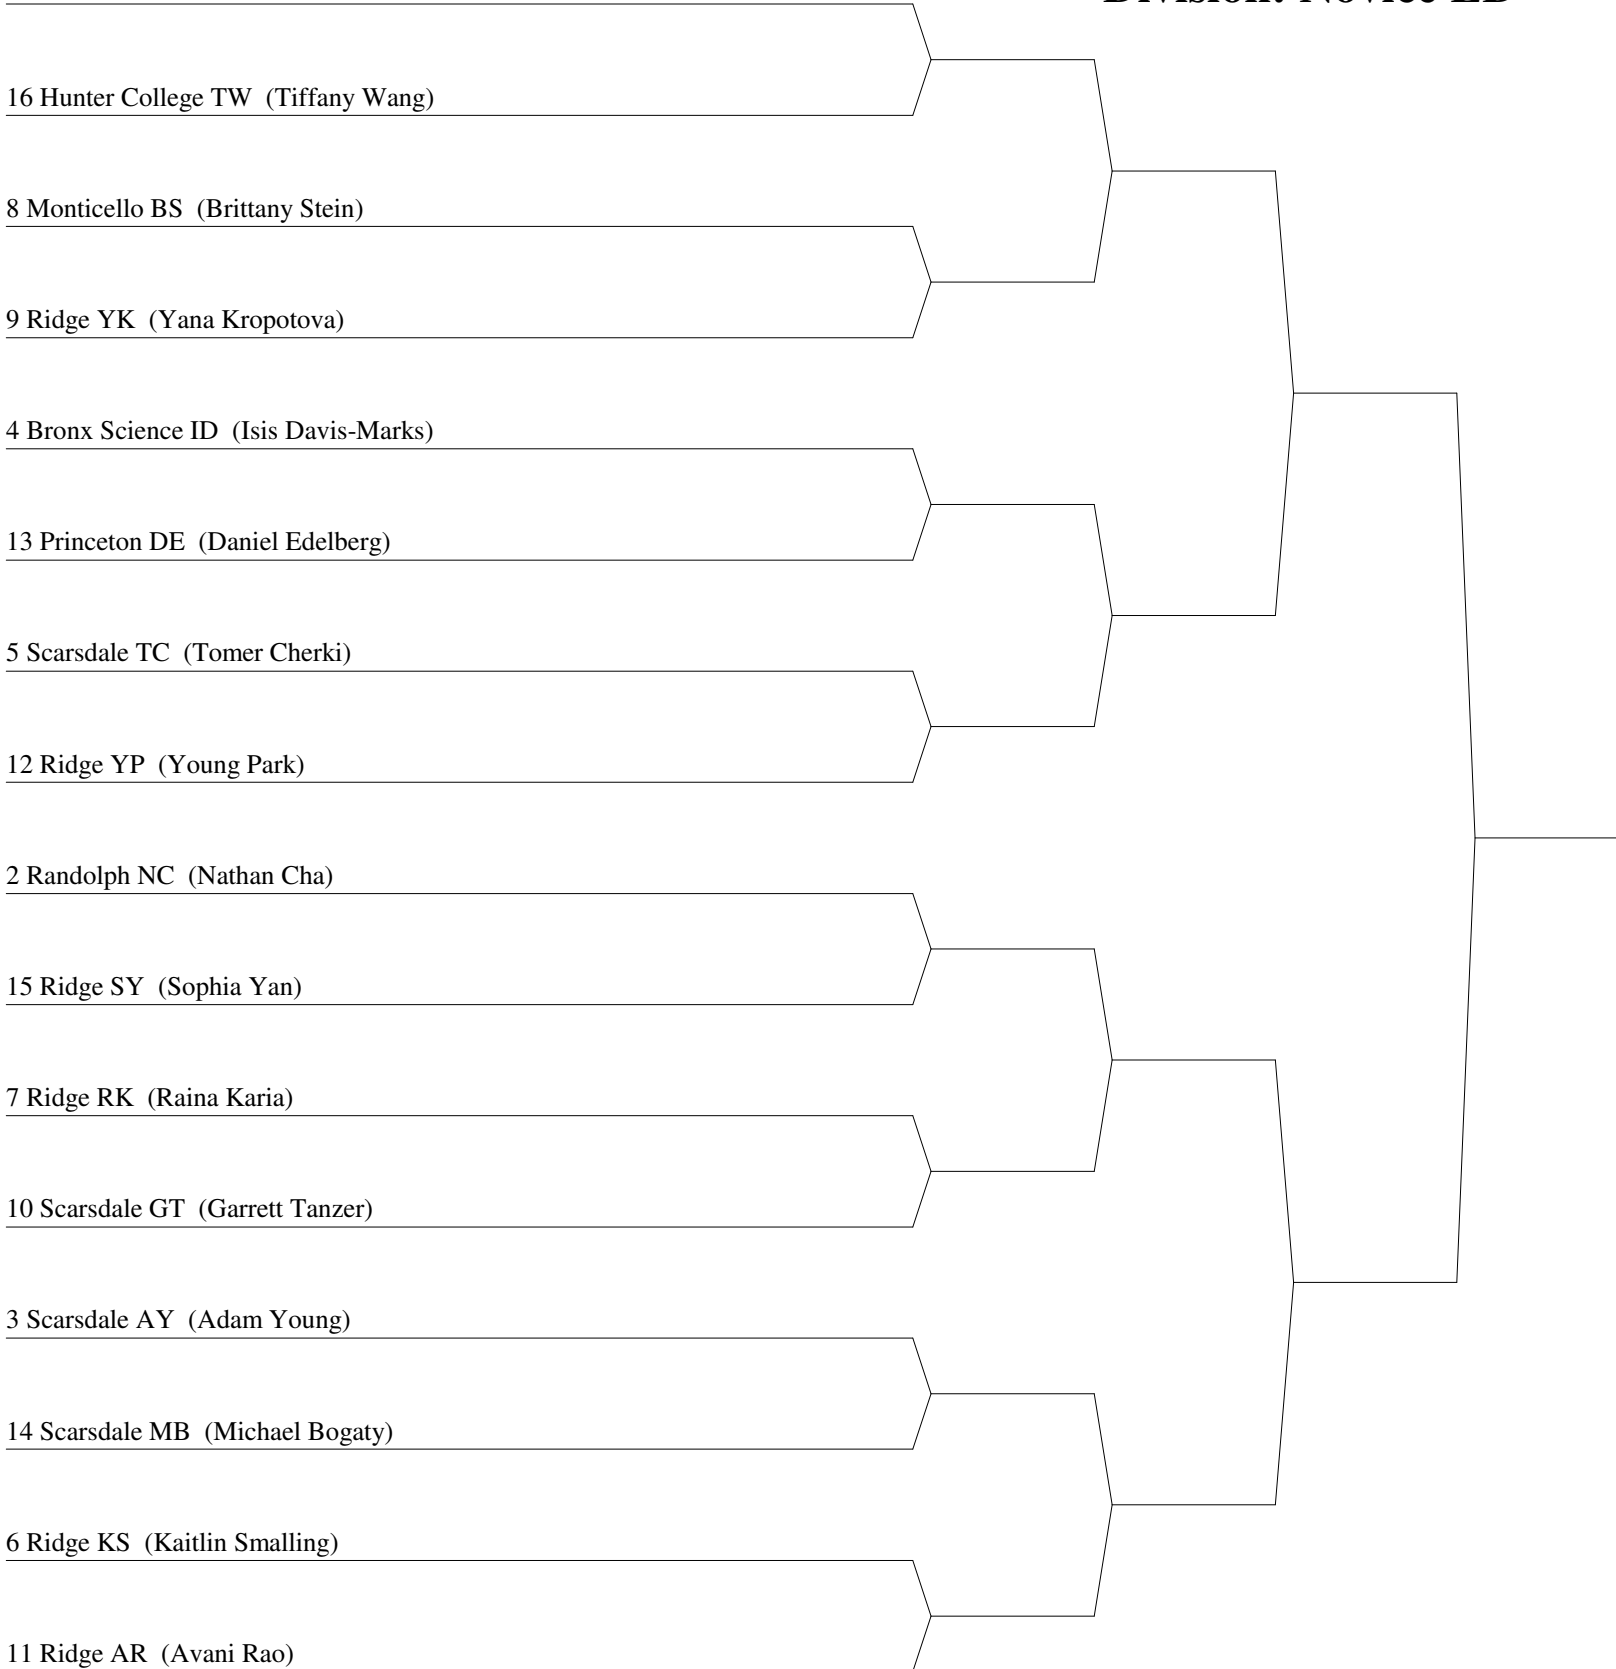 Division: Novice LD
16 Hunter College TW (Tiffany Wang)
8 Monticello BS (Brittany Stein)
9 Ridge YK (Yana Kropotova)
4 Bronx Science ID (Isis Davis-Marks)
13 Princeton DE (Daniel Edelberg)
5 Scarsdale TC (Tomer Cherki)
12 Ridge YP (Young Park)
2 Randolph NC (Nathan Cha)
15 Ridge SY (Sophia Yan)
7 Ridge RK (Raina Karia)
10 Scarsdale GT (Garrett Tanzer)
3 Scarsdale AY (Adam Young)
14 Scarsdale MB (Michael Bogaty)
6 Ridge KS (Kaitlin Smalling)
11 Ridge AR (Avani Rao)